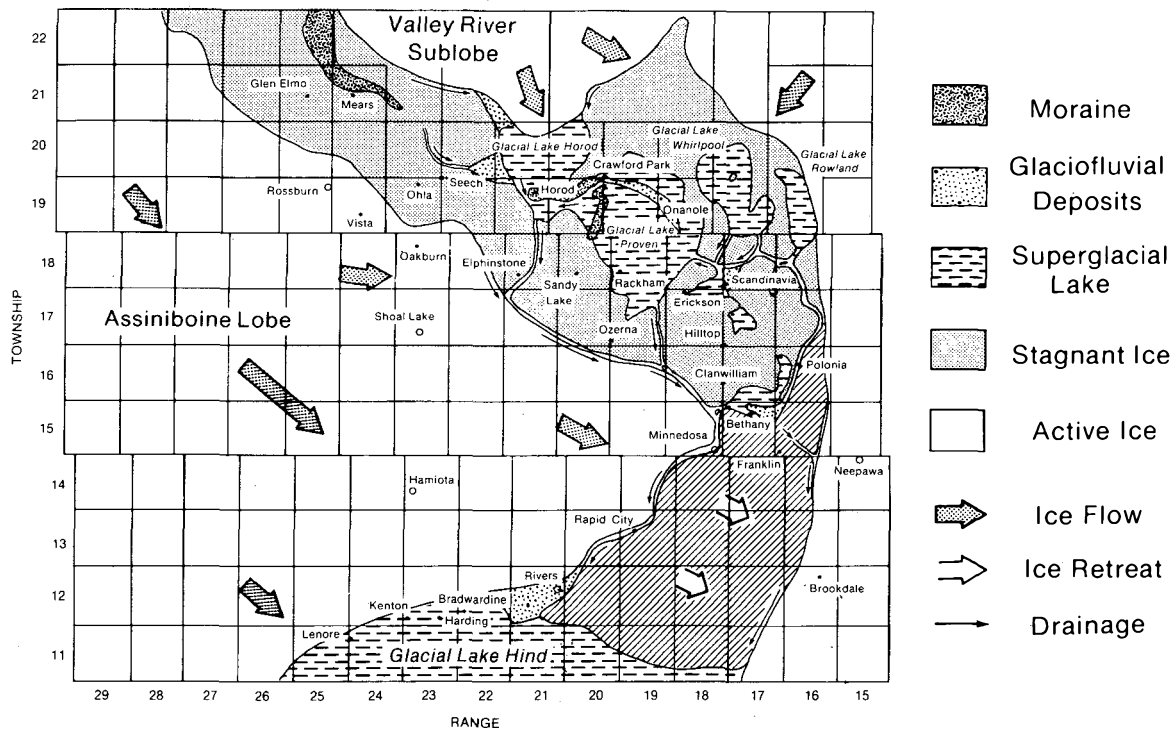 Valley River
Sublobe
22
21
20
19
18
17
16
15
14
13
12
11
TOWNSHIP
Glen Elmo
Mears
Glacial Lake Horod
Glacial Lake
Whirlpool
Glacial Lake
Rowland
Crawford Park
Rossburn
Seech
Ohla
Horod
Vista
Onanole
Glacial Lake
Proven
Oakburn
Elphinstone
Sandy
Lake
Rackham
Scandinavia
Erickson
Assiniboine Lobe
Shoal Lake
Ozerna
Hilltop
Clanwilliam
Polonia
Minnedosa
Bethany
Franklin
Neepawa
Hamiota
Rapid City
Rivers
Brookdale
Kenton
Bradwardine
Harding
Lenore
Glacial Lake Hind
29 28 27 26 25 24 23 22 21 20 19 18 17 16 15
RANGE
Moraine
Glaciofluvial
Deposits
Superglacial
Lake
Stagnant Ice
Active Ice
Ice Flow
Ice Retreat
Drainage